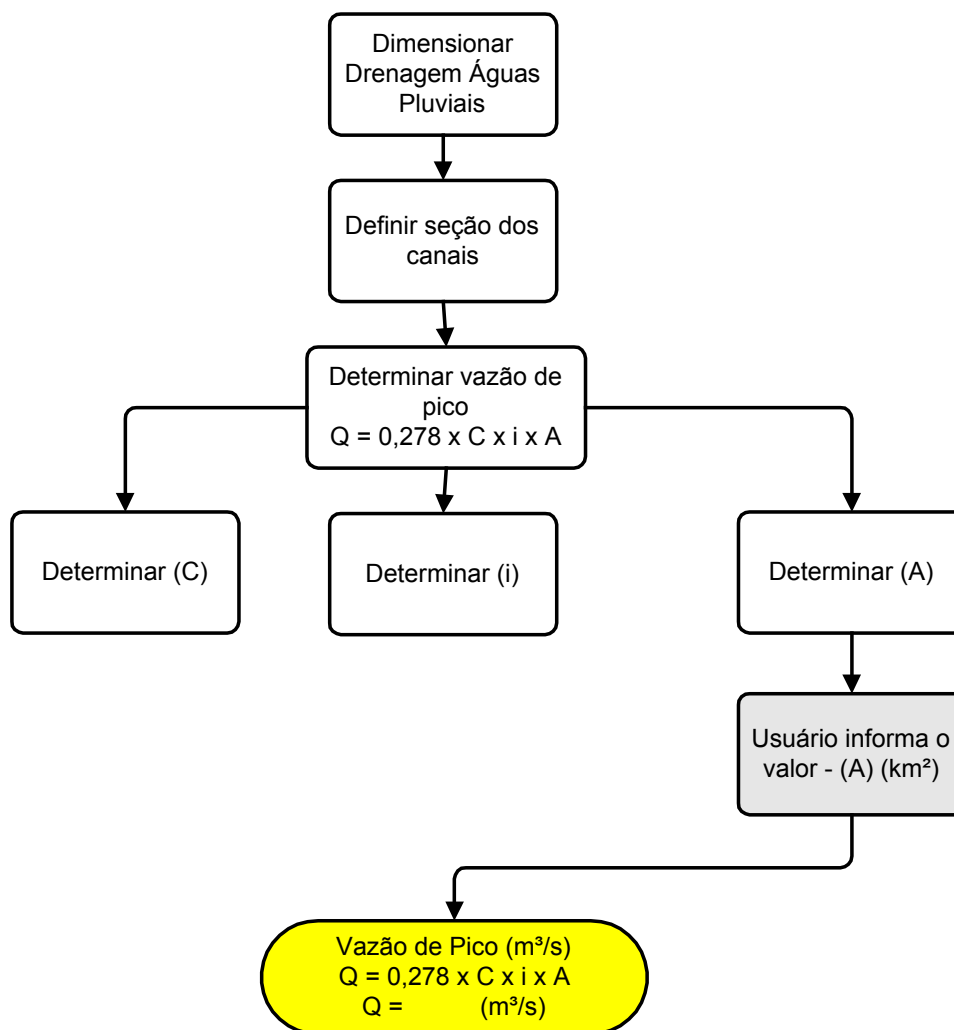 Dimensionar
Drenagem Águas
Pluviais
Definir seção dos
canais
Determinar vazão de
pico
Q = 0,278 x C x i x A
Determinar (C)
Determinar (i)
Determinar (A)
Usuário informa o
valor - (A) (km²)
Vazão de Pico (m³/s)
Q = 0,278 x C x i x A
Q = (m³/s)